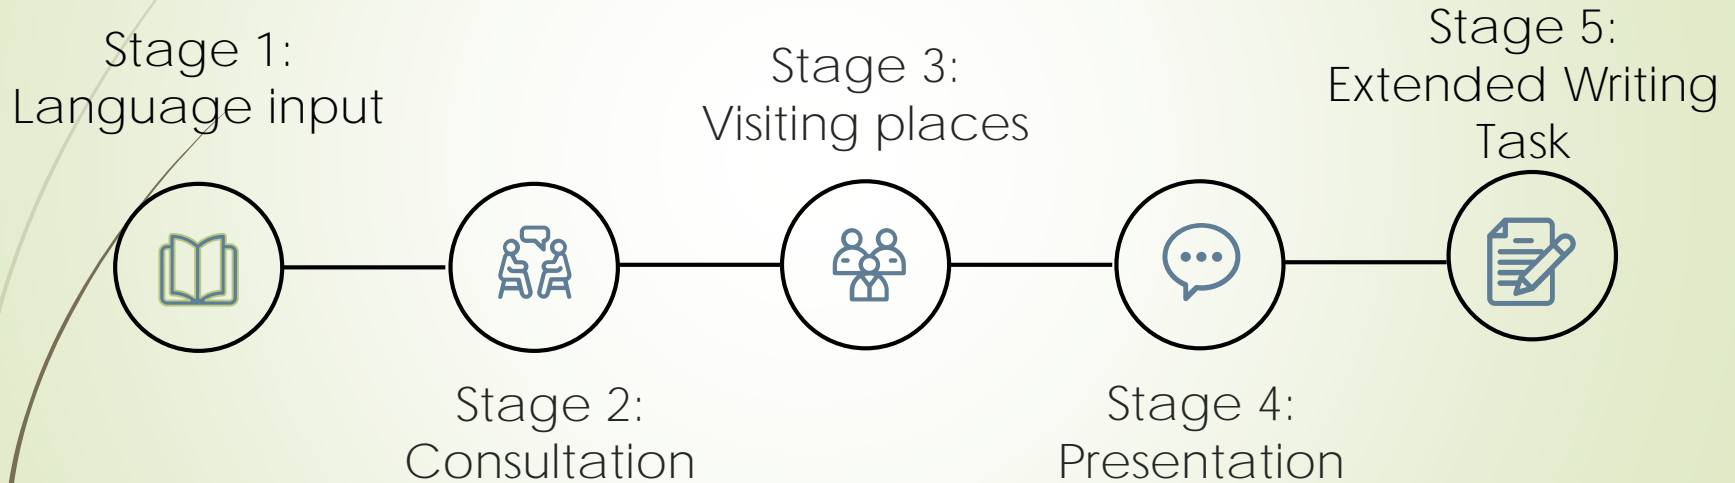 Stage 1:
Language input
Stage 2:
Consultation
Stage 3:
Visiting places
Stage 4:
Presentation
Stage 5:
Extended Writing
Task